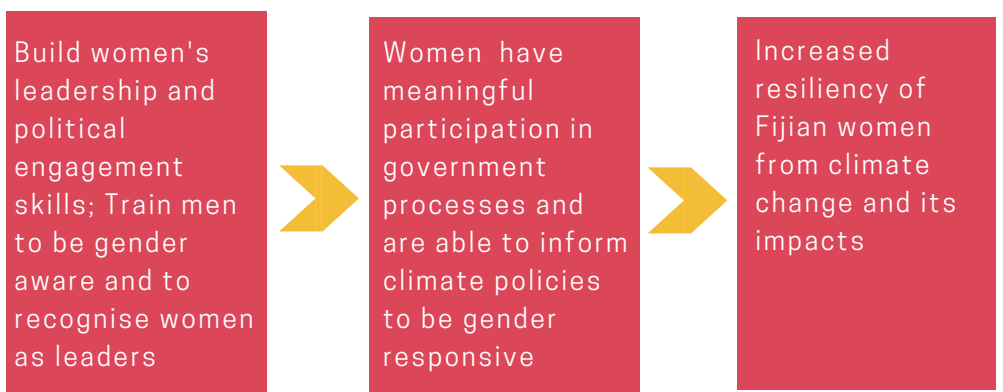 Build women's
leadership and
political
engagement
skills; Train men
to be gender
aware and to
recognise women
as leaders
Women have
meaningful
participation in
government
processes and
are able to inform
climate policies
to be gender
responsive
Increased
resiliency of
Fijian women
from climate
change and its
impacts